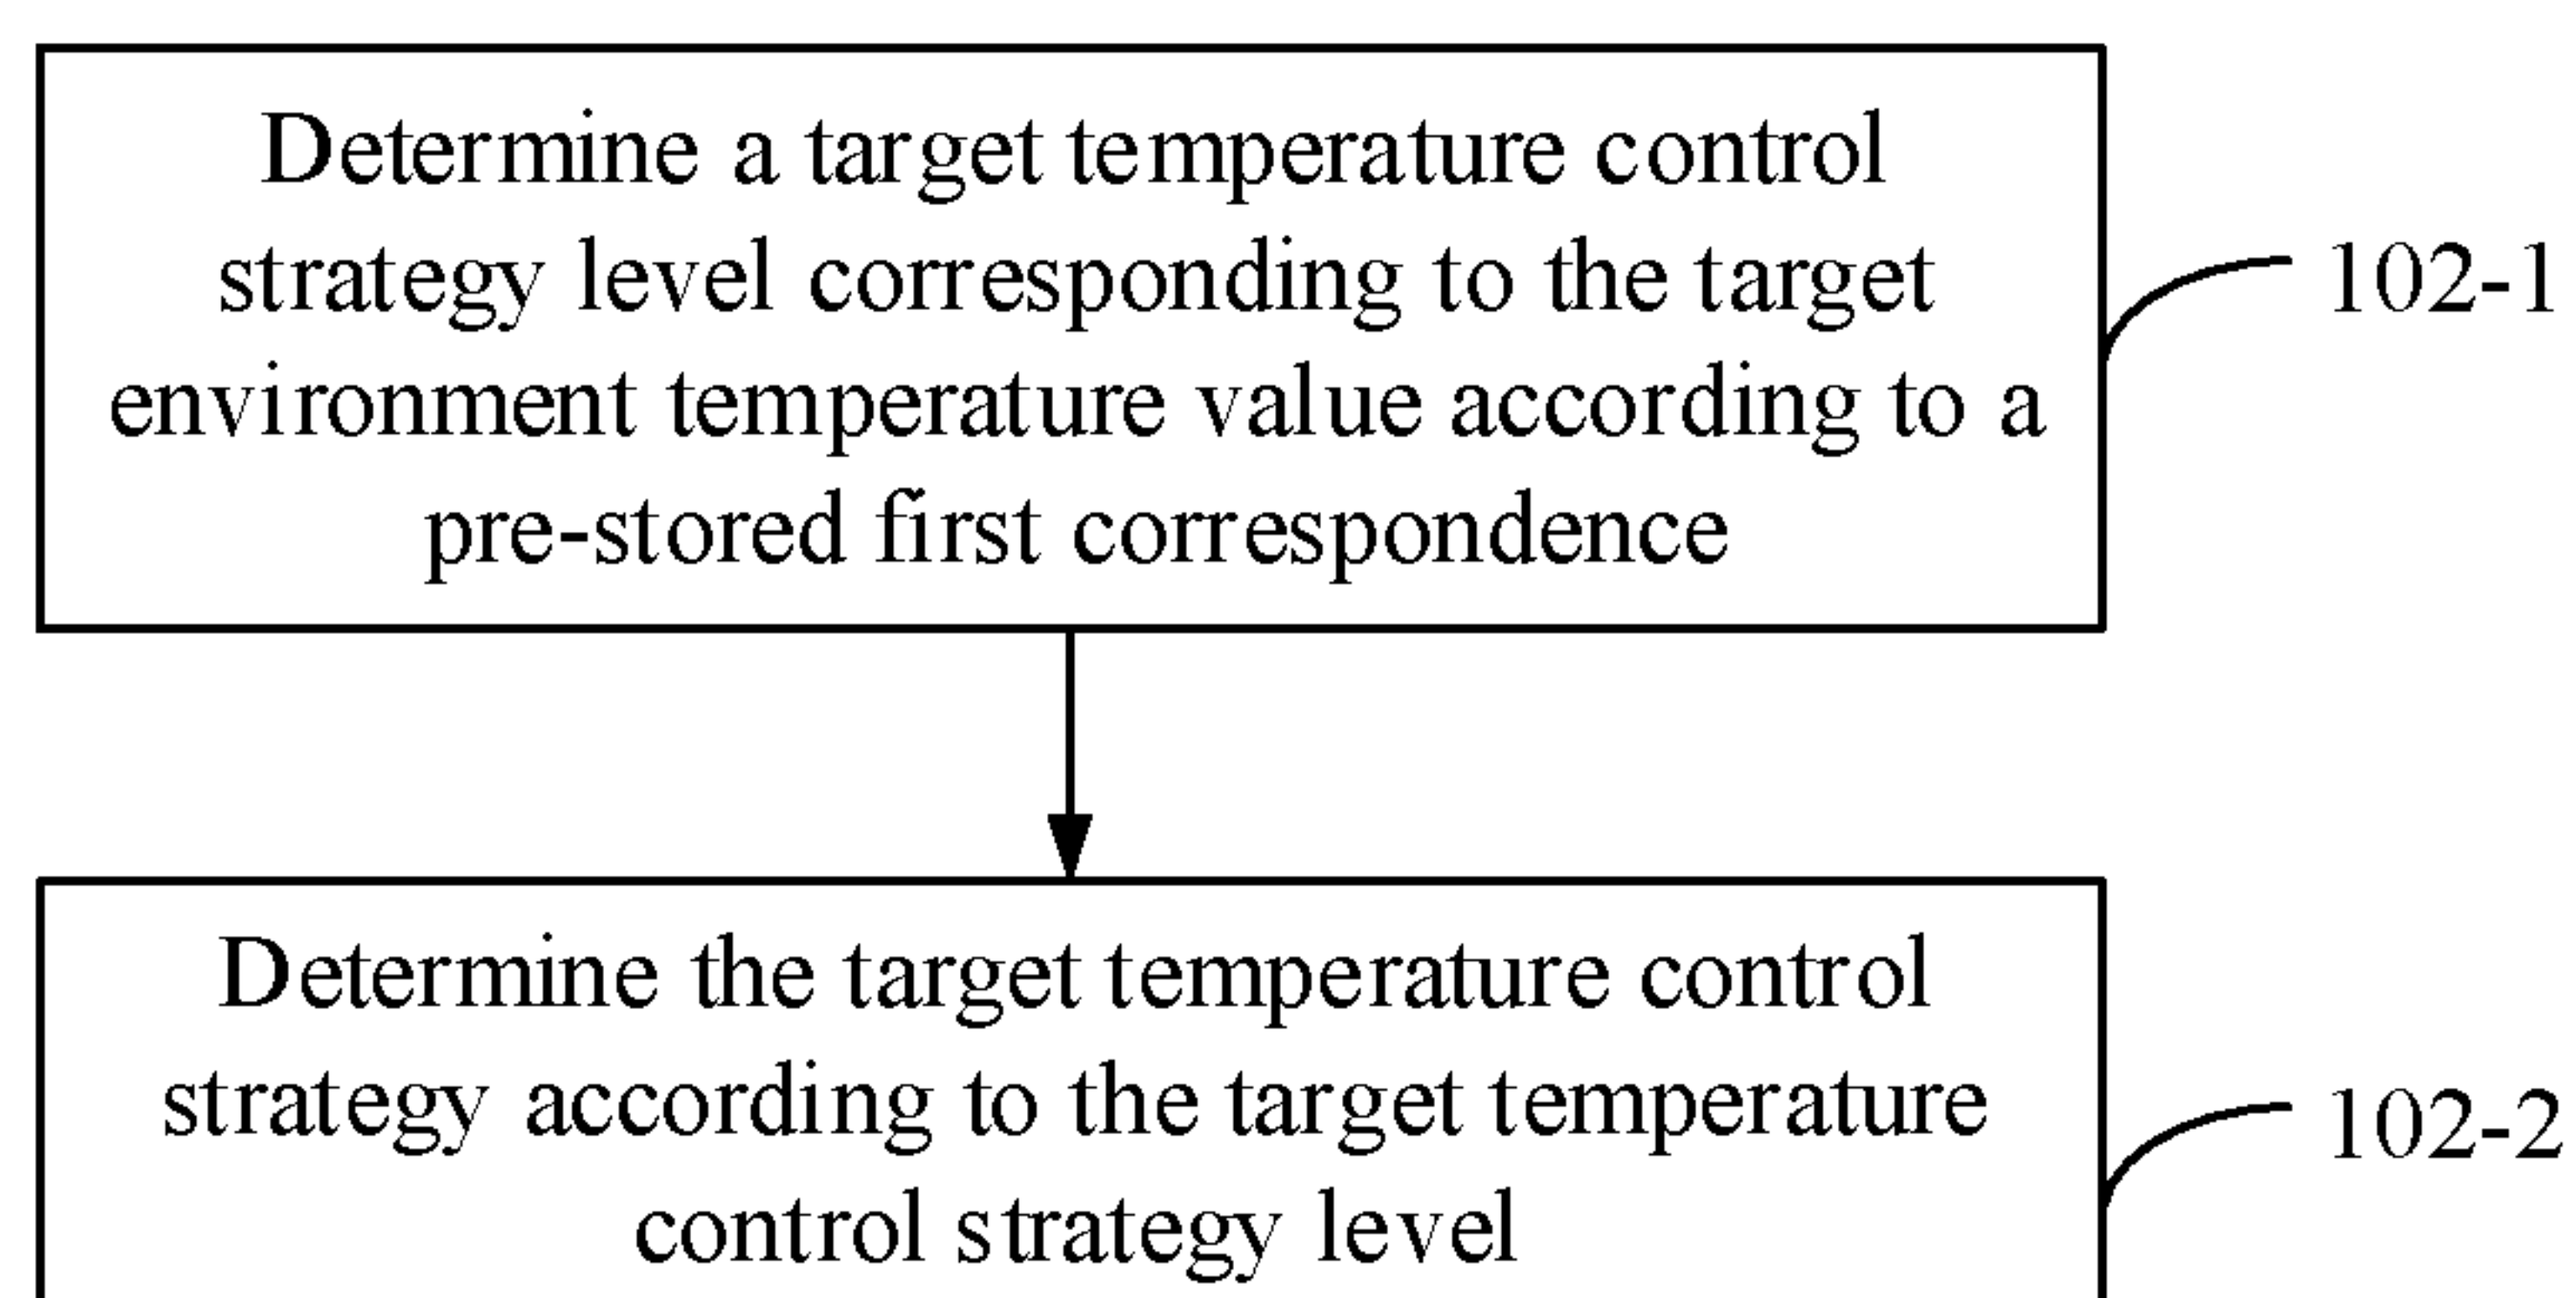 Determine a target temperature control
strategy level corresponding to the target
environment temperature value according to a
pre-stored first correspondence
102-1
Determine the target temperature control
strategy according to the target temperature
control strategy level
102-2